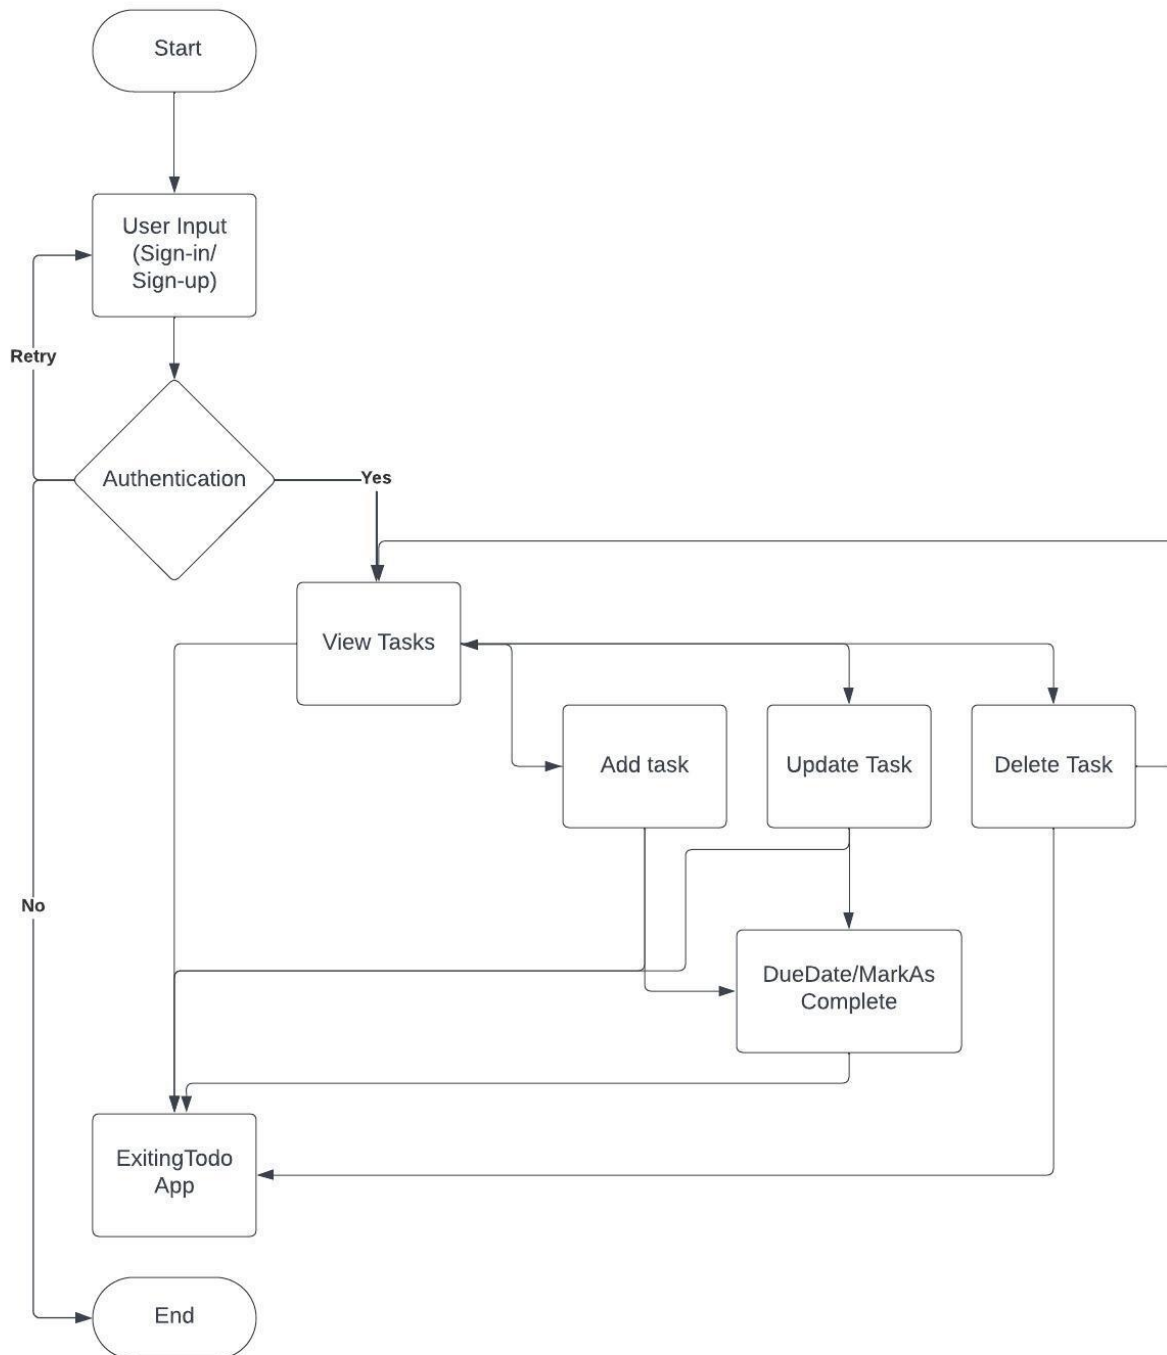 Start
User Input
(Sign-in/
Sign-up)
Retry
Authentication
Yes
View Tasks
Add task
Update Task
Delete Task
No
DueDate/MarkAs
Complete
ExitingTodo
App
End